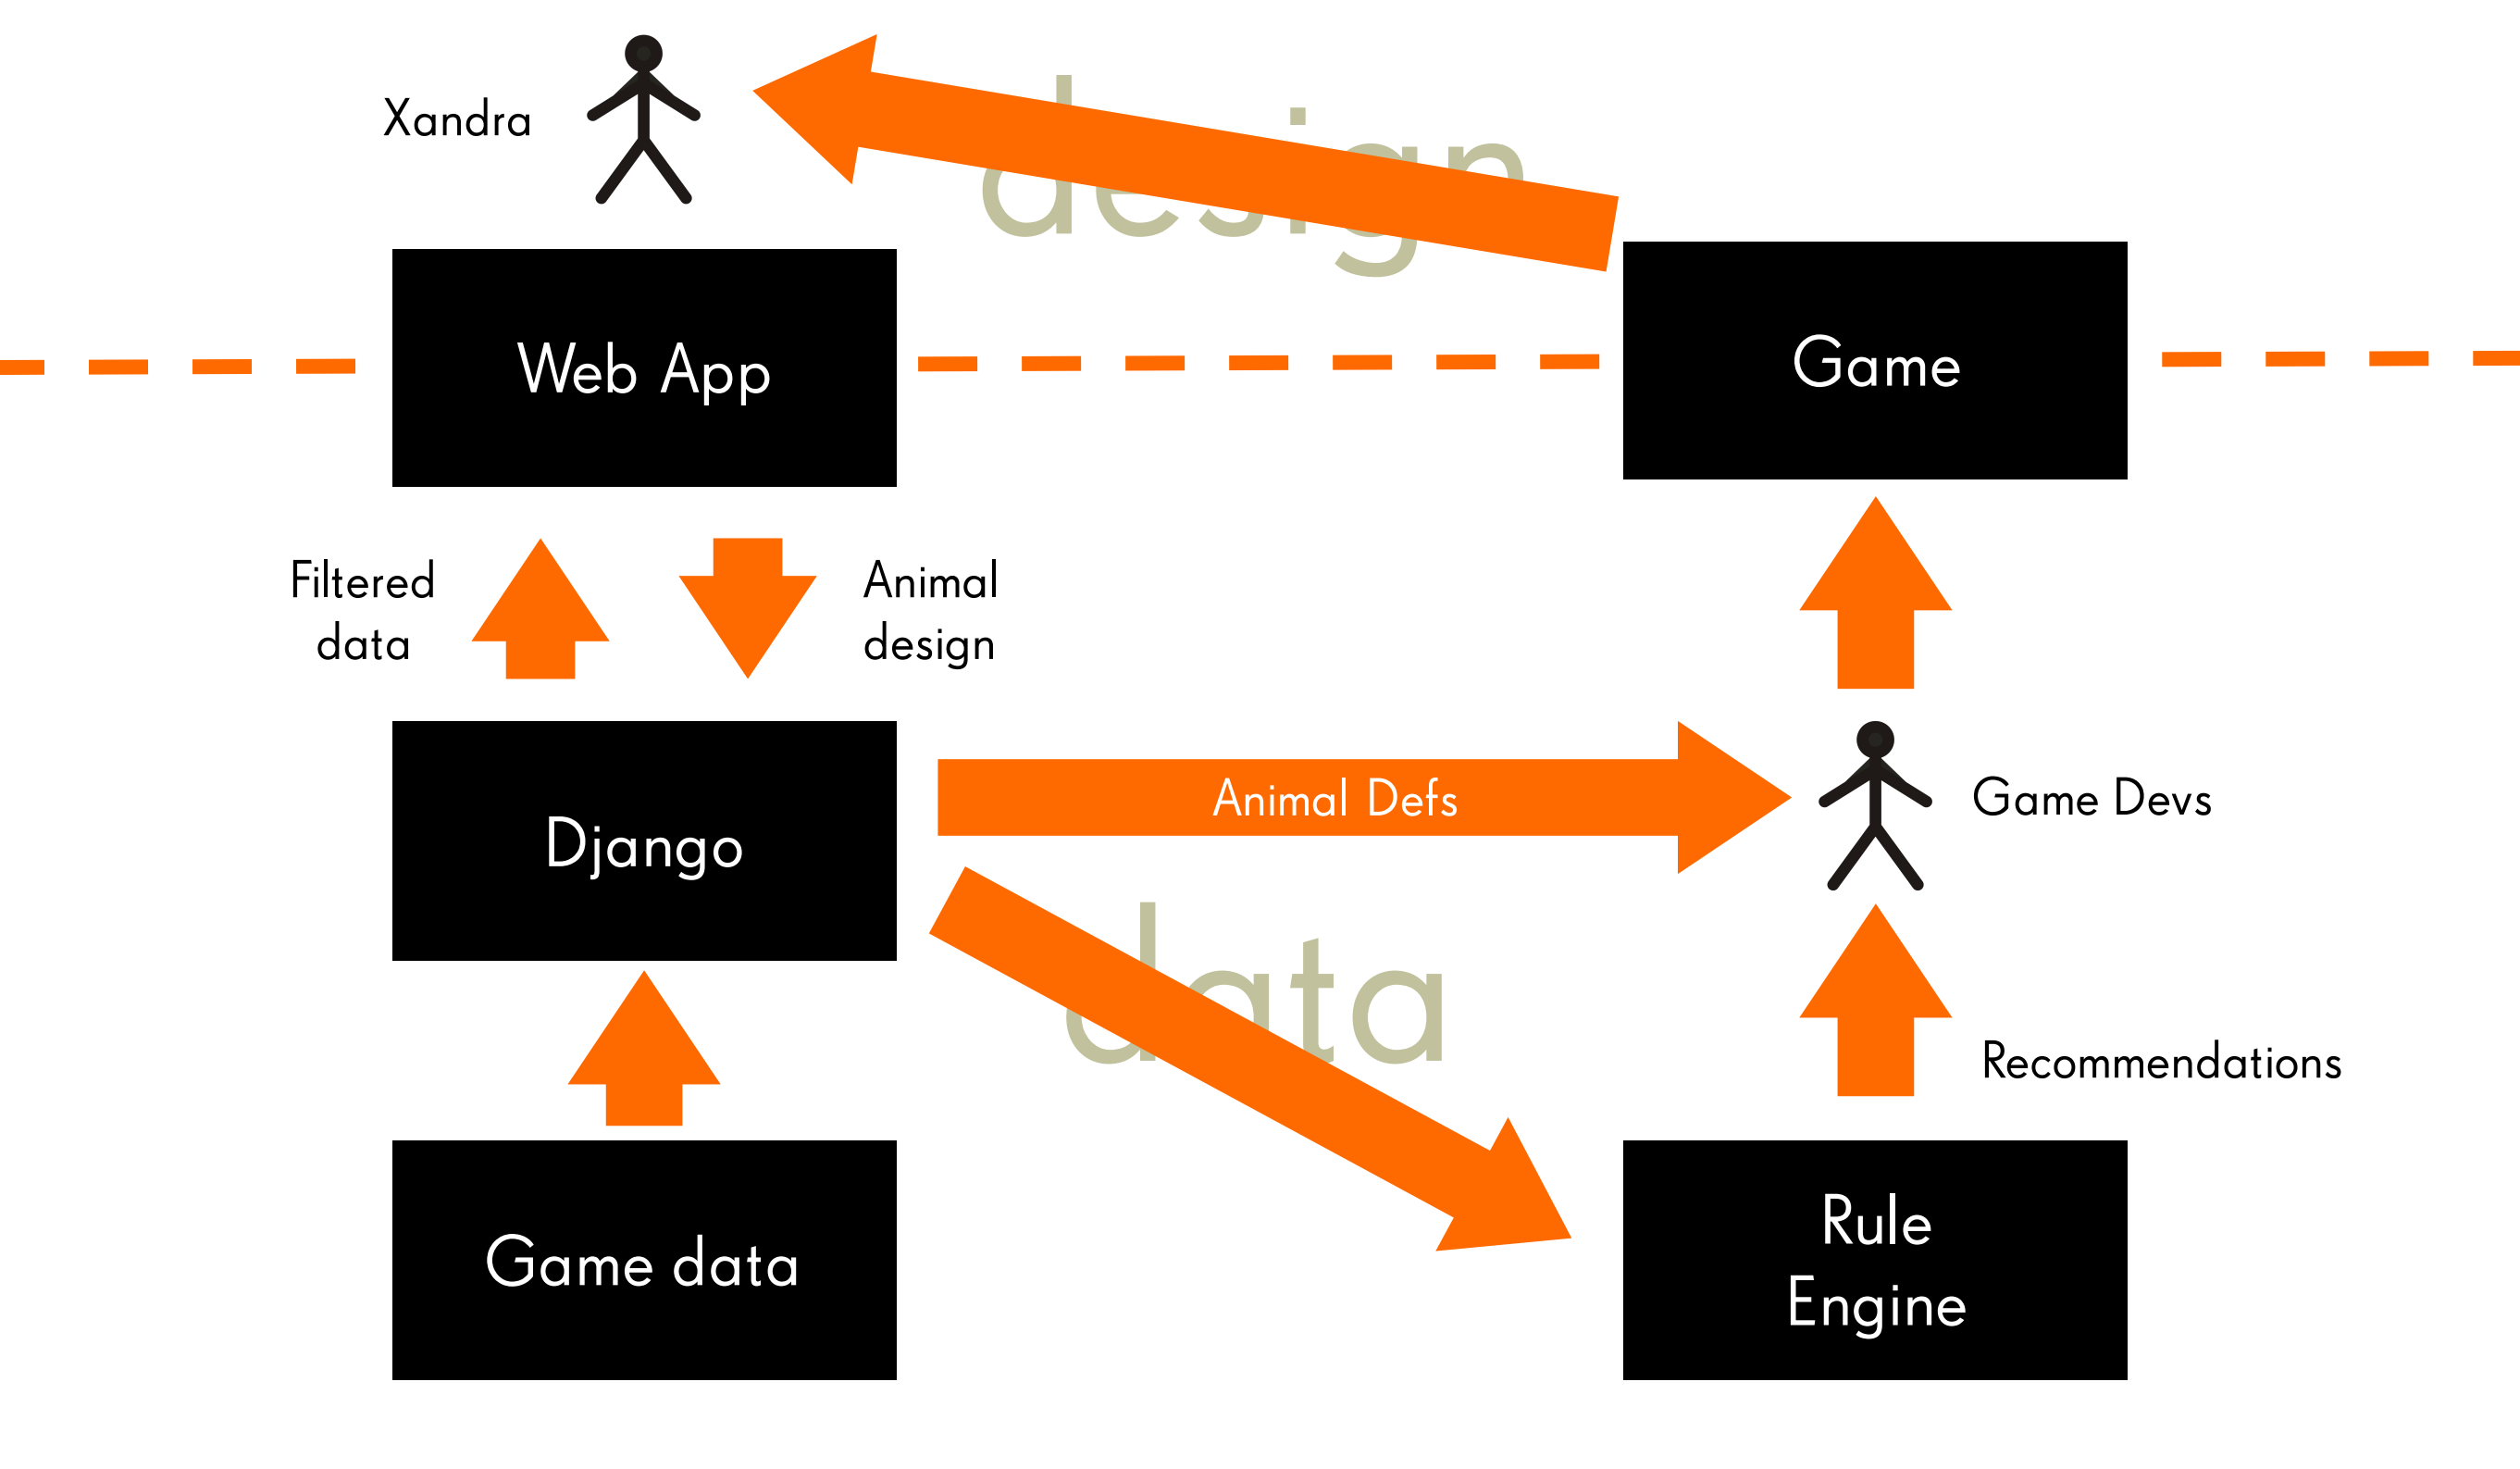 Xandra
design
Web App
Game
Filtered
data
Animal
design
Django
Animal Defs
Game Devs
data
Recommendations
Game data
Rule
Engine